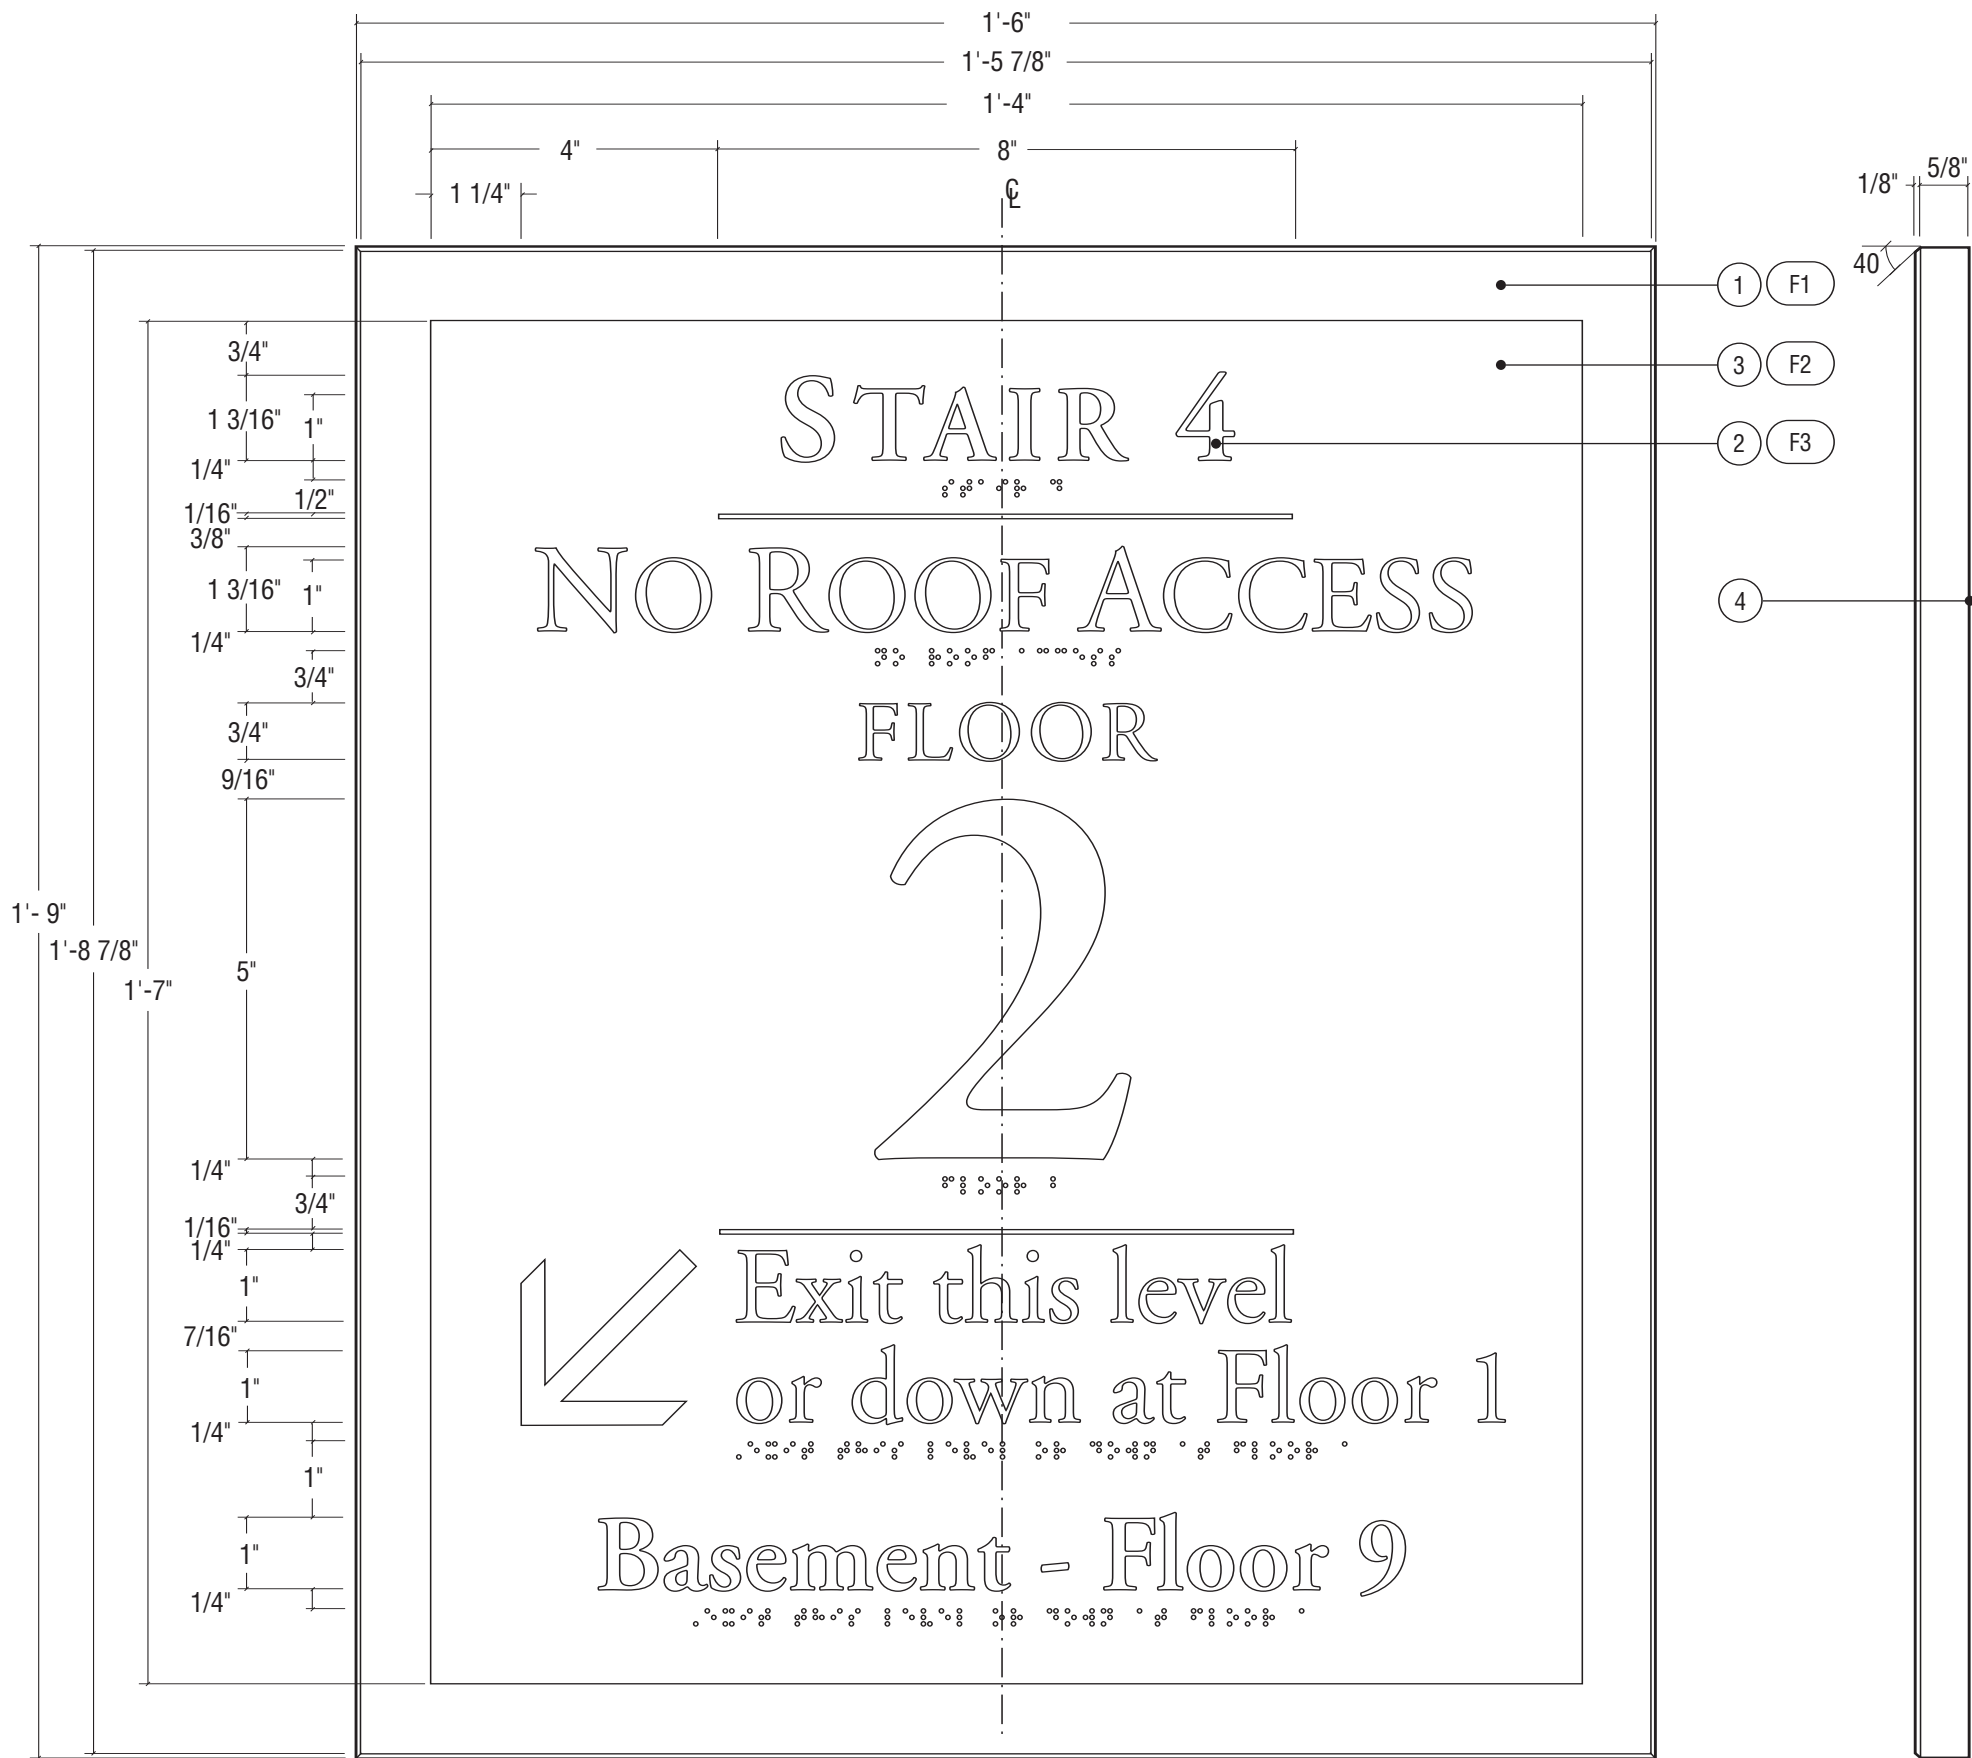 1'-6"
1'-5 7/8"
1'-4"
4" 8"
1 1/4" ℄
1/8" 5/8"
40
1 F1
3/4"
3 F2
STAIR 4
1 3/16" 1"
2 F3
1/4"
1/2"
1/16"
3/8"
NO ROOF ACCESS
1 3/16" 1"
4
1/4"
3/4"
FLOOR
3/4"
9/16"
2
1'- 9"
1'-8 7/8"
5"
1'-7"
1/4"
3/4"
1/16"
1/4"
Exit this level
1"
7/16"
or down at Floor 1
1"
1/4"
1"
Basement - Floor 9
1"
1/4"